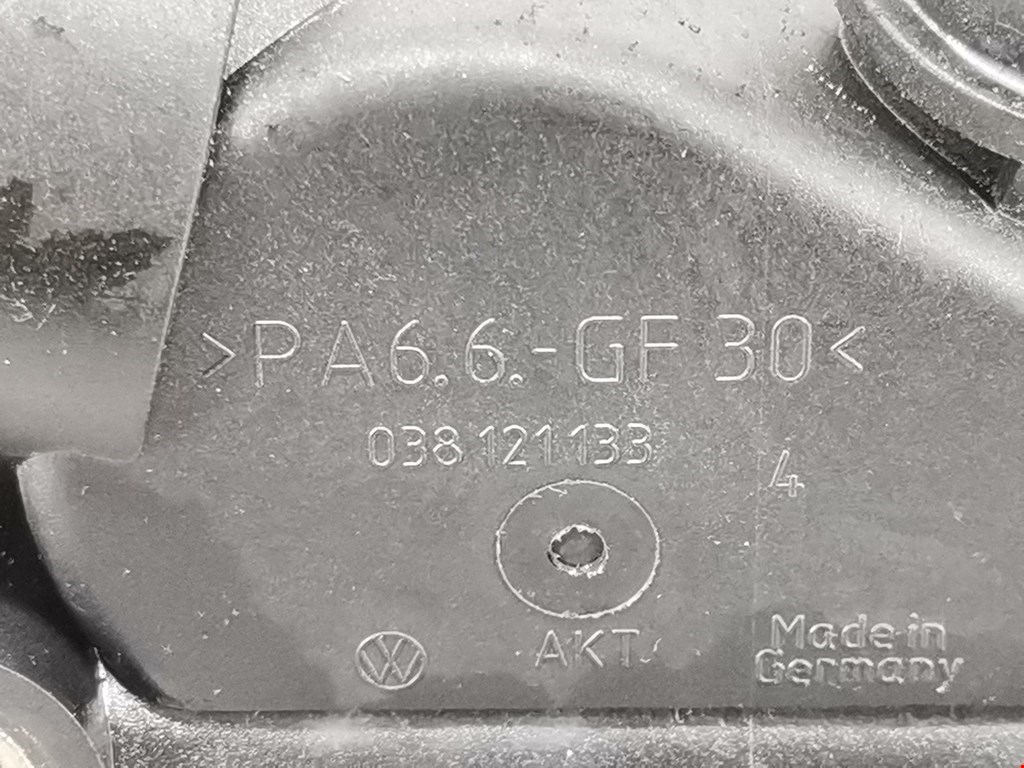 >PA6.6.-GF30<
038 121 133
4
AKT
Made in
Germany